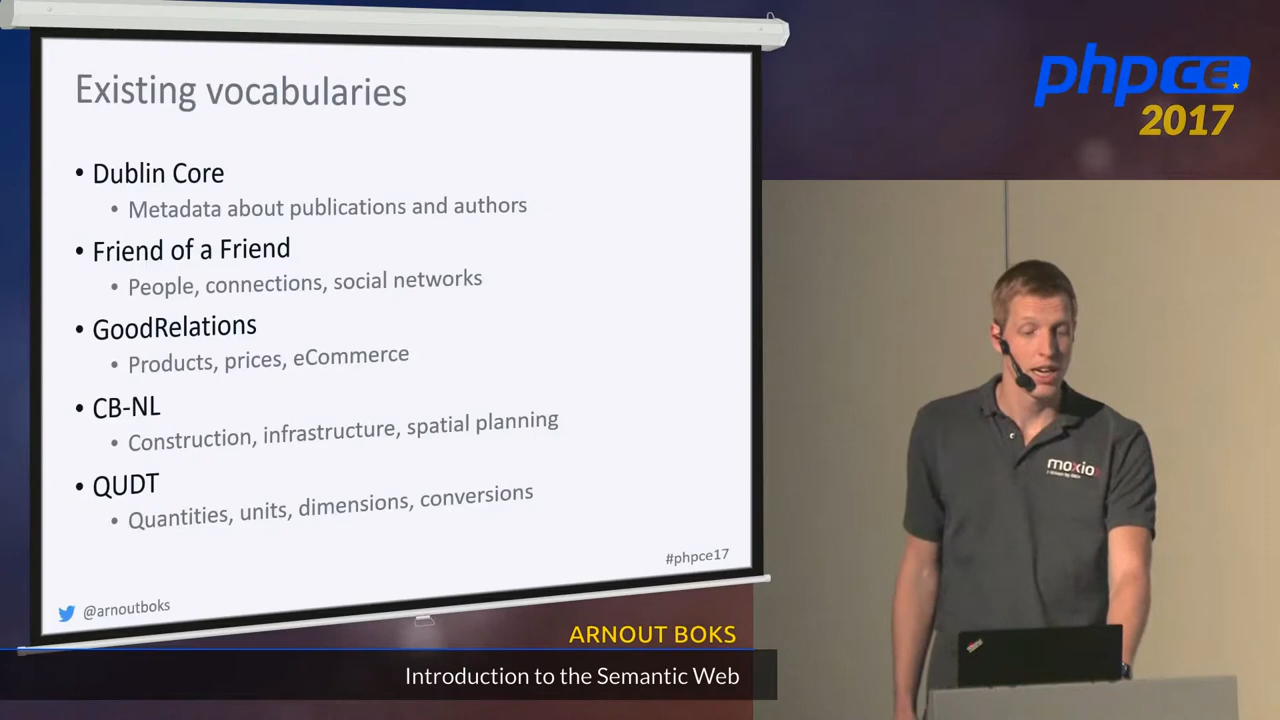 Existing vocabularies
• Dublin Core
• Metadata about publications and authors
• Friend of a Friend
• People, connections, social networks
• GoodRelations
• Products, prices, eCommerce
• CB-NL
• Construction, infrastructure, spatial planning
• QUDT
• Quantities, units, dimensions, conversions
#phpce17
@arnoutboks
phpCE
2017
moxio
ARNOUT BOKS
Introduction to the Semantic Web